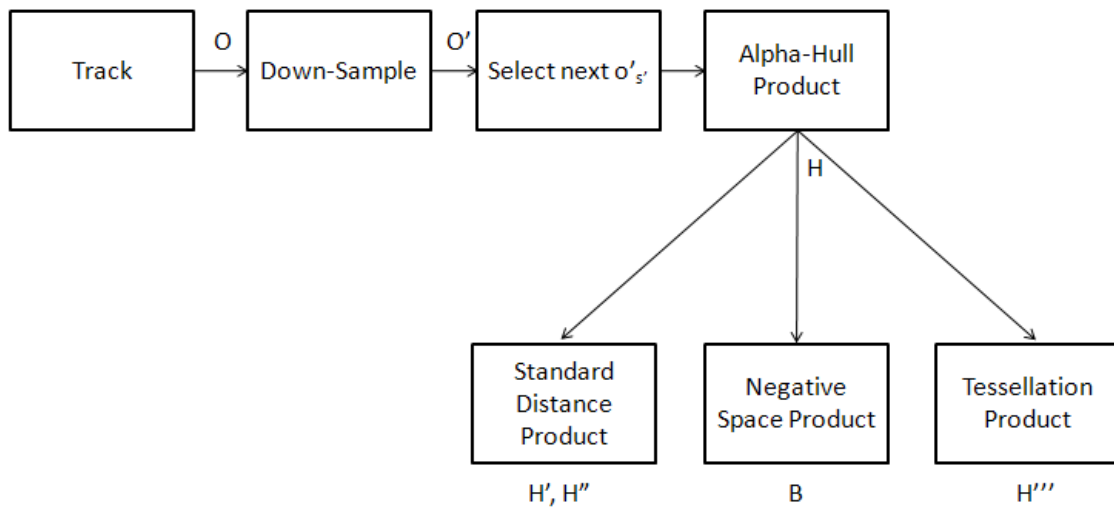 O
O’
Track
Down-Sample
Select next o’s’
Alpha-Hull
Product
H
Standard
Distance
Product
Negative
Space Product
Tessellation
Product
H’, H”
B
H’’’